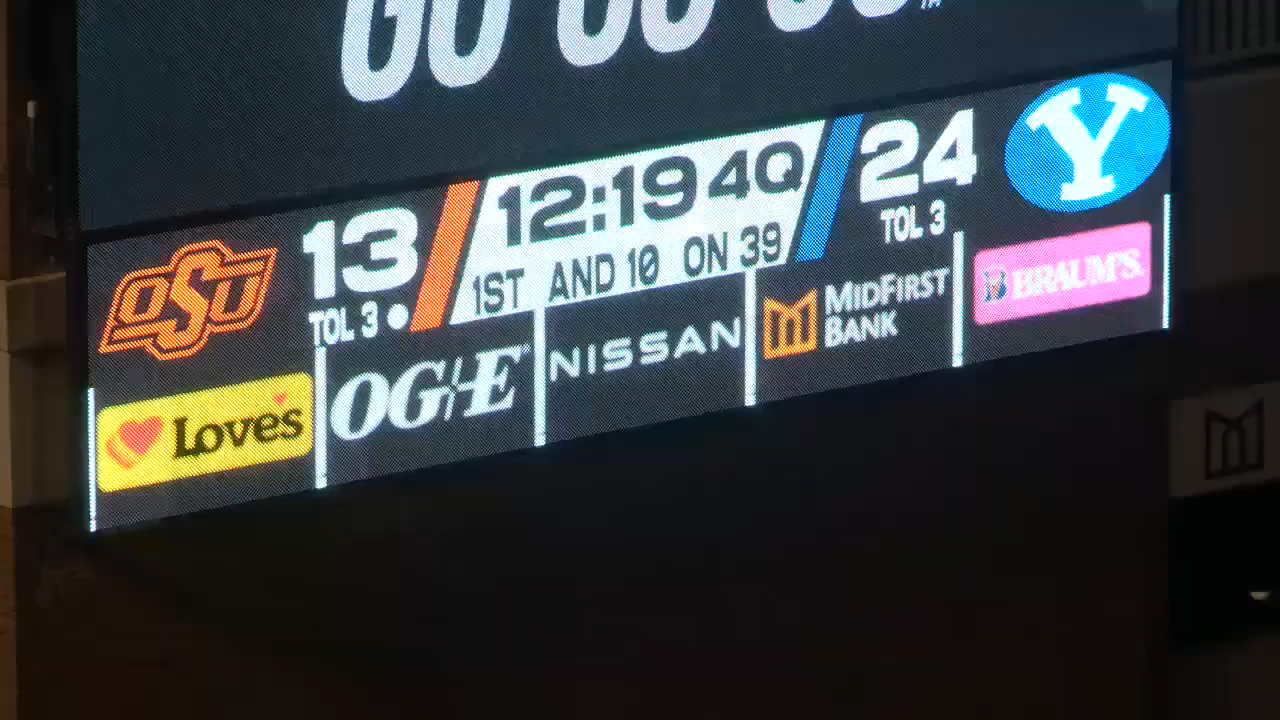 OSU
13
TOL 3
12:19 4Q
1ST AND 10 ON 39
24
TOL 3
Y
Love's
OG+E
NISSAN
MIDFIRST
BANK
B BRAUM'S